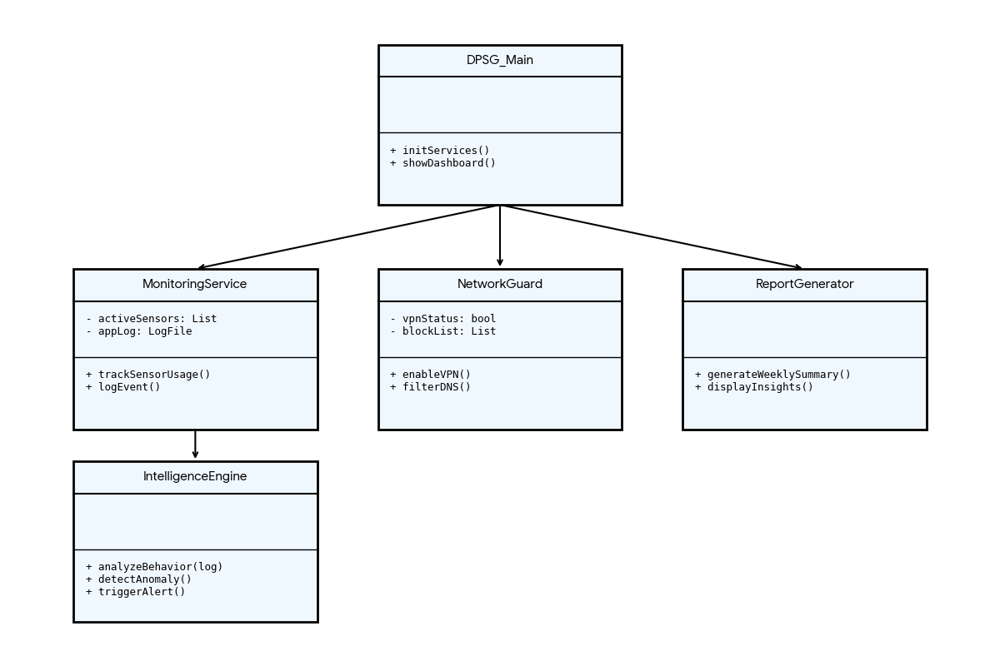 DPSG_Main
+ initServices()
+ showDashboard()
MonitoringService
- activeSensors: List
- appLog: LogFile
+ trackSensorUsage()
+ logEvent()
NetworkGuard
- vpnStatus: bool
- blockList: List
+ enableVPN()
+ filterDNS()
ReportGenerator
+ generateWeeklySummary()
+ displayInsights()
IntelligenceEngine
+ analyzeBehavior(log)
+ detectAnomaly()
+ triggerAlert()